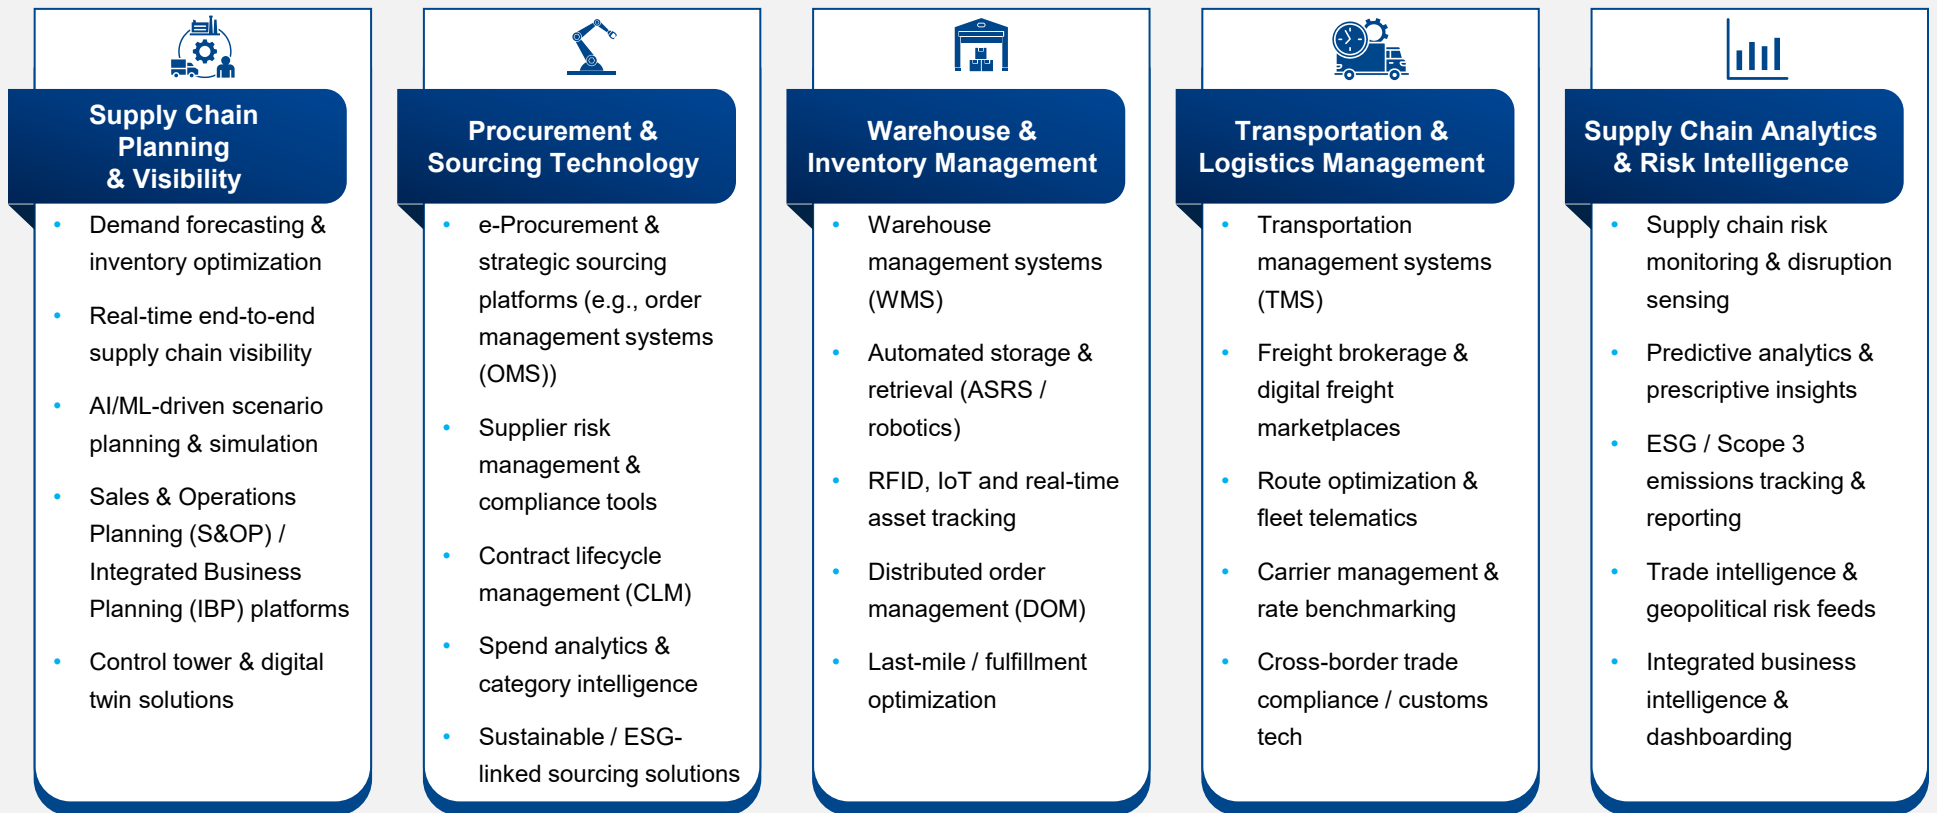 Supply Chain
Planning
& Visibility
• Demand forecasting &
inventory optimization
• Real-time end-to-end
supply chain visibility
• AI/ML-driven scenario
planning & simulation
• Sales & Operations
Planning (S&OP) /
Integrated Business
Planning (IBP) platforms
• Control tower & digital
twin solutions
Procurement &
Sourcing Technology
• e-Procurement &
strategic sourcing
platforms (e.g., order
management systems
(OMS))
• Supplier risk
management &
compliance tools
• Contract lifecycle
management (CLM)
• Spend analytics &
category intelligence
• Sustainable / ESG-
linked sourcing solutions
Warehouse &
Inventory Management
• Warehouse
management systems
(WMS)
• Automated storage &
retrieval (ASRS /
robotics)
• RFID, IoT and real-time
asset tracking
• Distributed order
management (DOM)
• Last-mile / fulfillment
optimization
Transportation &
Logistics Management
• Transportation
management systems
(TMS)
• Freight brokerage &
digital freight
marketplaces
• Route optimization &
fleet telematics
• Carrier management &
rate benchmarking
• Cross-border trade
compliance / customs
tech
Supply Chain Analytics
& Risk Intelligence
• Supply chain risk
monitoring & disruption
sensing
• Predictive analytics &
prescriptive insights
• ESG / Scope 3
emissions tracking &
reporting
• Trade intelligence &
geopolitical risk feeds
• Integrated business
intelligence &
dashboarding